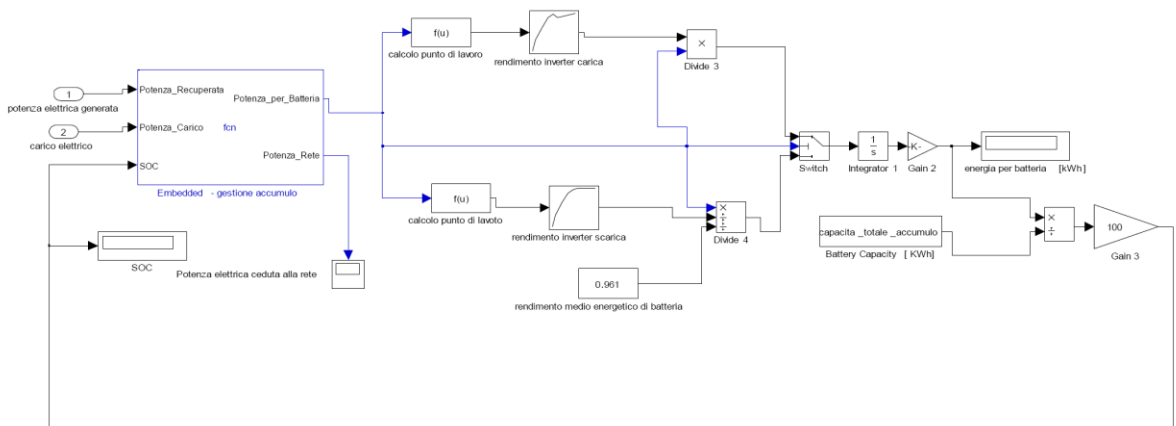 f(u)
calcolo punto di lavoro
rendimento inverter carica
×
Divide 3
1
potenza elettrica generata
2
carico elettrico
Potenza_Recuperata
Potenza_Carico
SOC
fcn
Potenza_per_Batteria
Potenza_Rete
Embedded - gestione accumulo
Switch
1
s
Integrator 1
-K-
Gain 2
energia per batteria [kWh]
f(u)
calcolo punto di lavoto
rendimento inverter scarica
×
÷
÷
Divide 4
capacita _totale _accumulo
Battery Capacity [ KWh]
×
÷
100
Gain 3
SOC
Potenza elettrica ceduta alla rete
0.961
rendimento medio energetico di batteria